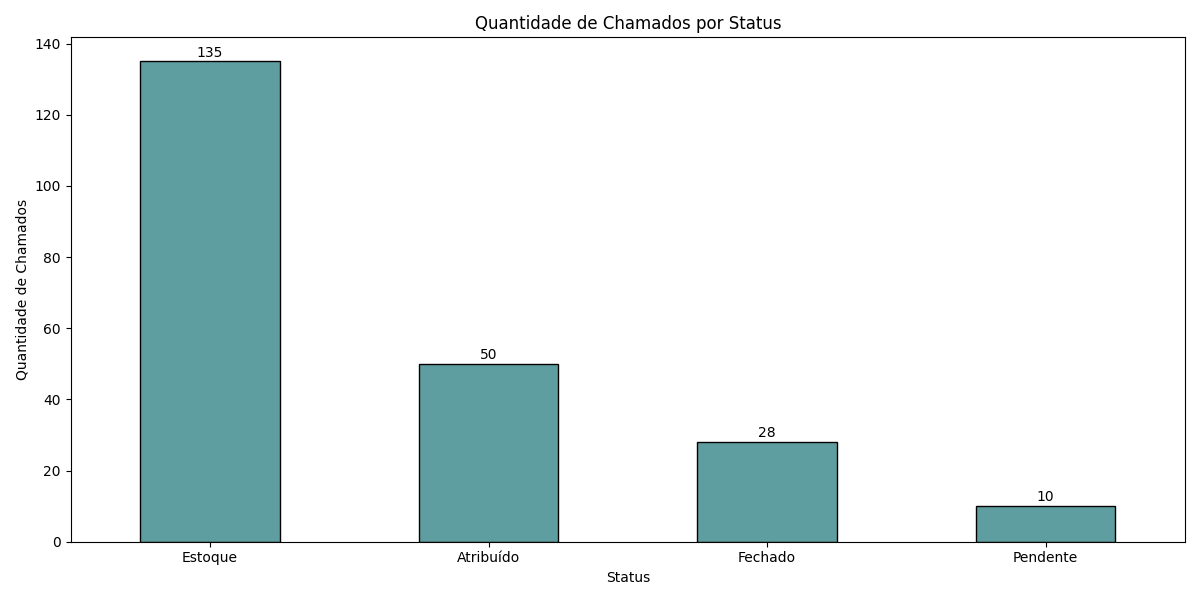 Quantidade de Chamados por Status
Quantidade de Chamados
140
120
100
80
60
40
20
0
135
50
28
10
Estoque
Atribuído
Fechado
Pendente
Status